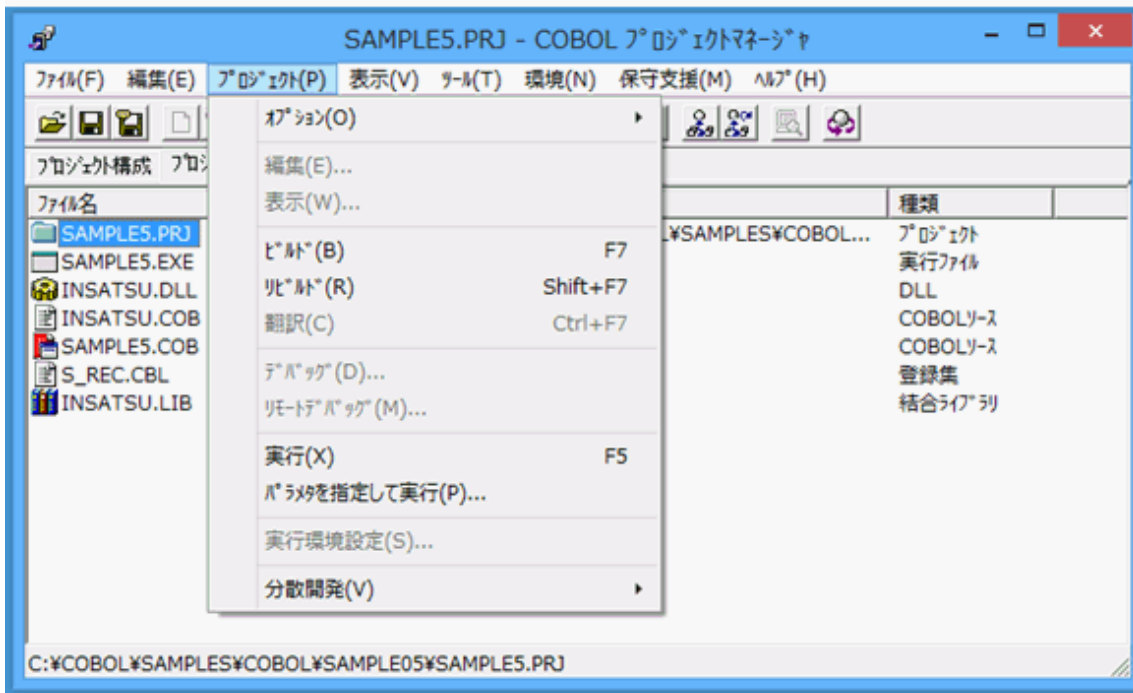 SAMPLE5.PRJ - COBOL ﾌﾟﾛｼﾞｪｸﾄﾏﾈｰｼﾞｬ
ﾌｧｲﾙ(F) 編集(E) ﾌﾟﾛｼﾞｪｸﾄ(P) 表示(V) ﾂｰﾙ(T) 環境(N) 保守支援(M) ﾍﾙﾌﾟ(H)
ﾌﾟﾛｼﾞｪｸﾄ構成 ﾌﾟﾛｼﾞ
ﾌｧｲﾙ名 種類
SAMPLE5.PRJ L¥SAMPLES¥COBOL... ﾌﾟﾛｼﾞｪｸﾄ
SAMPLE5.EXE 実行ﾌｧｲﾙ
INSATSU.DLL DLL
INSATSU.COB COBOLｿｰｽ
SAMPLE5.COB COBOLｿｰｽ
S_REC.CBL 登録集
INSATSU.LIB 結合ﾗｲﾌﾞﾗﾘ
ｵﾌﾟｼｮﾝ(O)
編集(E)...
表示(W)...
ﾋﾞﾙﾄﾞ(B) F7
ﾘﾋﾞﾙﾄﾞ(R) Shift+F7
翻訳(C) Ctrl+F7
ﾃﾞﾊﾞｯｸﾞ(D)...
ﾘﾓｰﾄﾃﾞﾊﾞｯｸﾞ(M)...
実行(X) F5
ﾊﾟﾗﾒﾀを指定して実行(P)...
実行環境設定(S)...
分散開発(V)
C:¥COBOL¥SAMPLES¥COBOL¥SAMPLE05¥SAMPLE5.PRJ